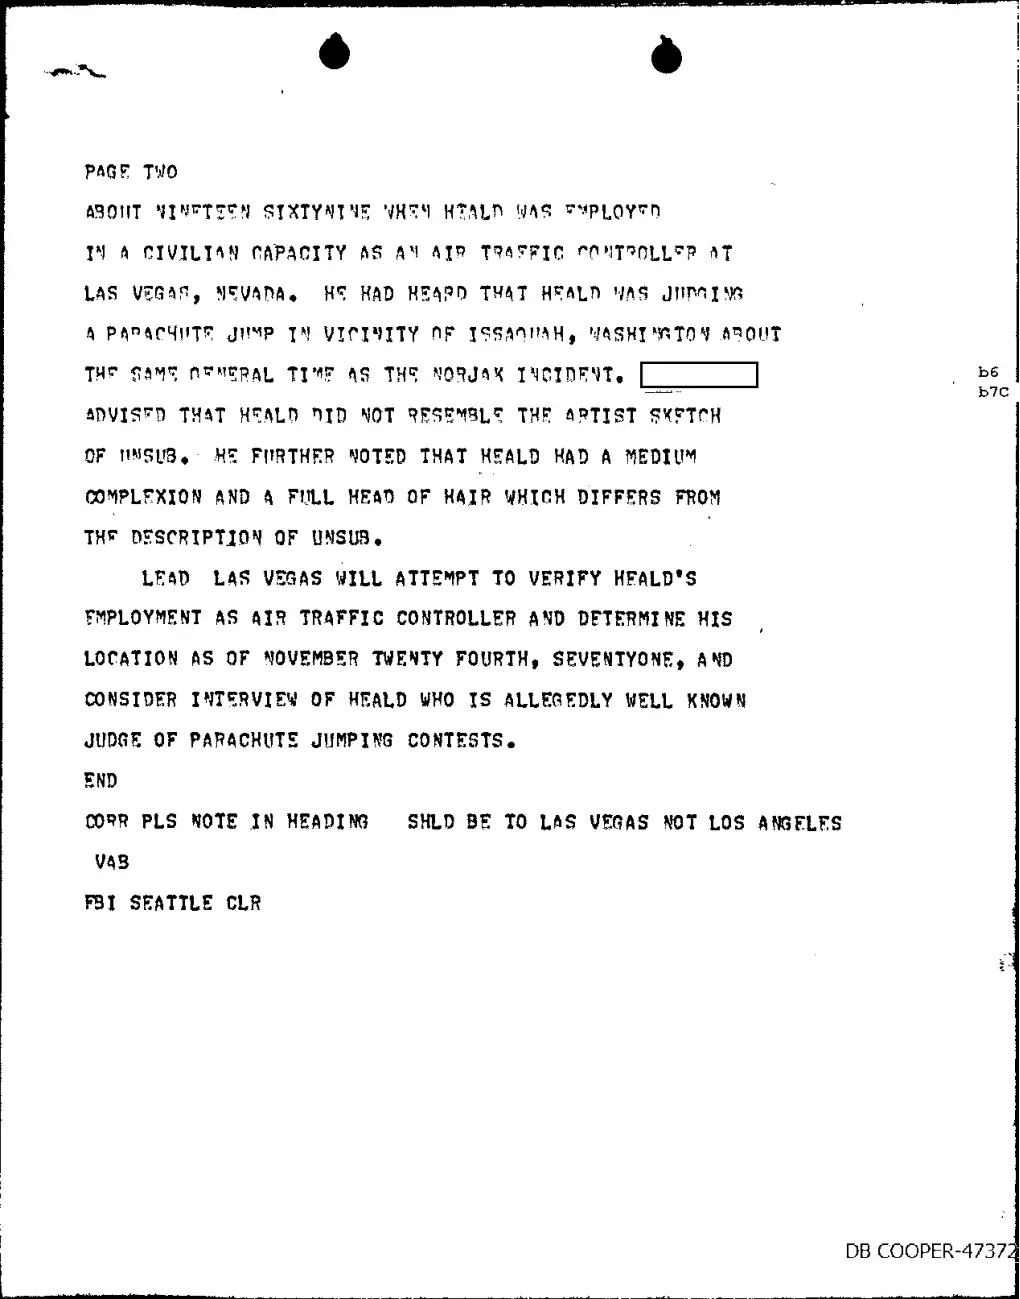 PAGE TWO
ABOUT NINETEEN SIXTYNINE WHEN HEALD WAS EMPLOYED
IN A CIVILIAN CAPACITY AS AN AIR TRAFFIC CONTROLLER AT
LAS VEGAS, NEVADA. HE HAD HEARD THAT HEALD WAS JUDGING
A PARACHUTE JUMP IN VICINITY OF ISSAQUAH, WASHINGTON ABOUT
THE SAME GENERAL TIME AS THE NORJAK INCIDENT.
b6
b7C
ADVISED THAT HEALD DID NOT RESEMBLE THE ARTIST SKETCH
OF UNSUB. HE FURTHER NOTED THAT HEALD HAD A MEDIUM
COMPLEXION AND A FULL HEAD OF HAIR WHICH DIFFERS FROM
THE DESCRIPTION OF UNSUB.
LEAD LAS VEGAS WILL ATTEMPT TO VERIFY HEALD'S
EMPLOYMENT AS AIR TRAFFIC CONTROLLER AND DETERMINE HIS
LOCATION AS OF NOVEMBER TWENTY FOURTH, SEVENTYONE, AND
CONSIDER INTERVIEW OF HEALD WHO IS ALLEGEDLY WELL KNOWN
JUDGE OF PARACHUTE JUMPING CONTESTS.
END
CORR PLS NOTE IN HEADING SHLD BE TO LAS VEGAS NOT LOS ANGELES
VAB
FBI SEATTLE CLR
DB COOPER-47372